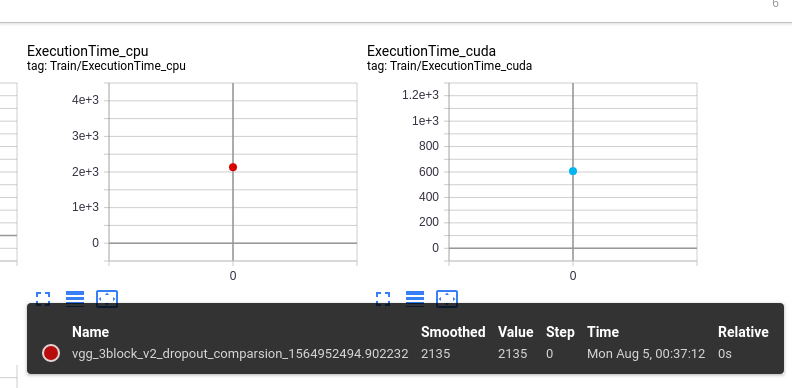 6
ExecutionTime_cpu
tag: Train/ExecutionTime_cpu
4e+3
3e+3
2e+3
1e+3
0
0
ExecutionTime_cuda
tag: Train/ExecutionTime_cuda
1.2e+3
1e+3
800
600
400
200
0
0
Name Smoothed Value Step Time Relative
vgg_3block_v2_dropout_comparsion_1564952494.902232 2135 2135 0 Mon Aug 5, 00:37:12 0s